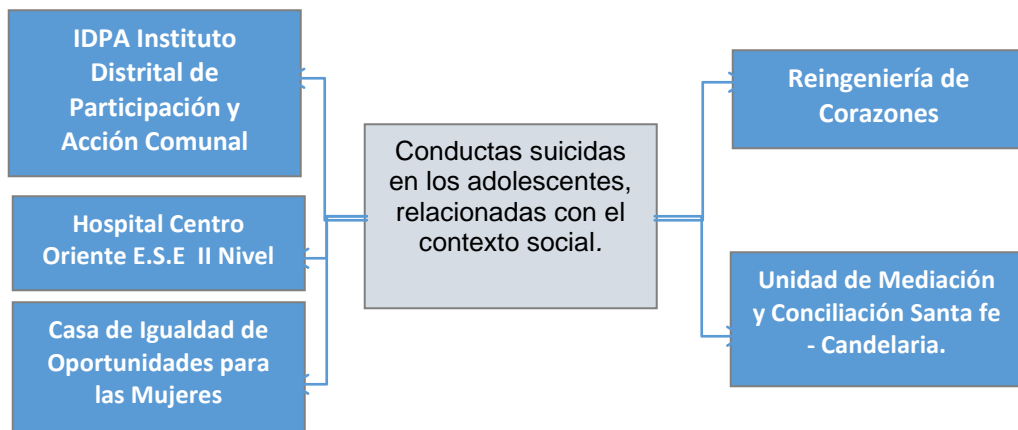 IDPA Instituto
Distrital de
Participación y
Acción Comunal
Hospital Centro
Oriente E.S.E II Nivel
Casa de Igualdad de
Oportunidades para
las Mujeres
Conductas suicidas
en los adolescentes,
relacionadas con el
contexto social.
Reingeniería de
Corazones
Unidad de Mediación
y Conciliación Santa fe
- Candelaria.